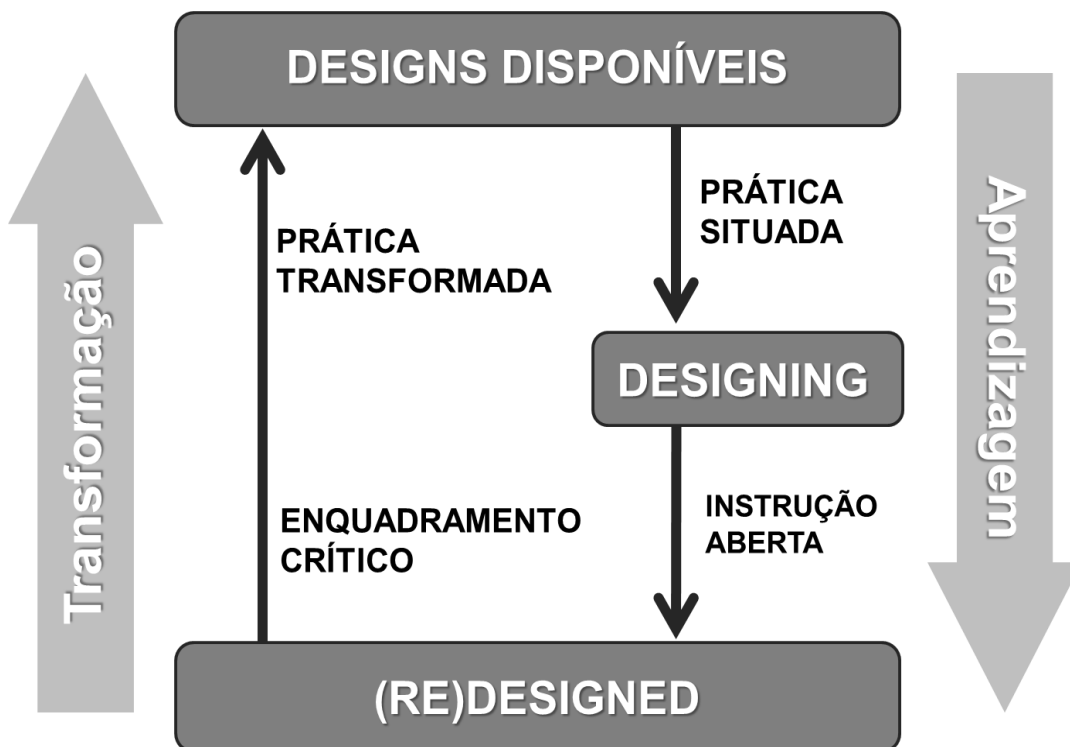 DESIGNS DISPONÍVEIS
Transformação
PRÁTICA
TRANSFORMADA
PRÁTICA
SITUADA
Aprendizagem
DESIGNING
ENQUADRAMENTO
CRÍTICO
INSTRUÇÃO
ABERTA
(RE)DESIGNED